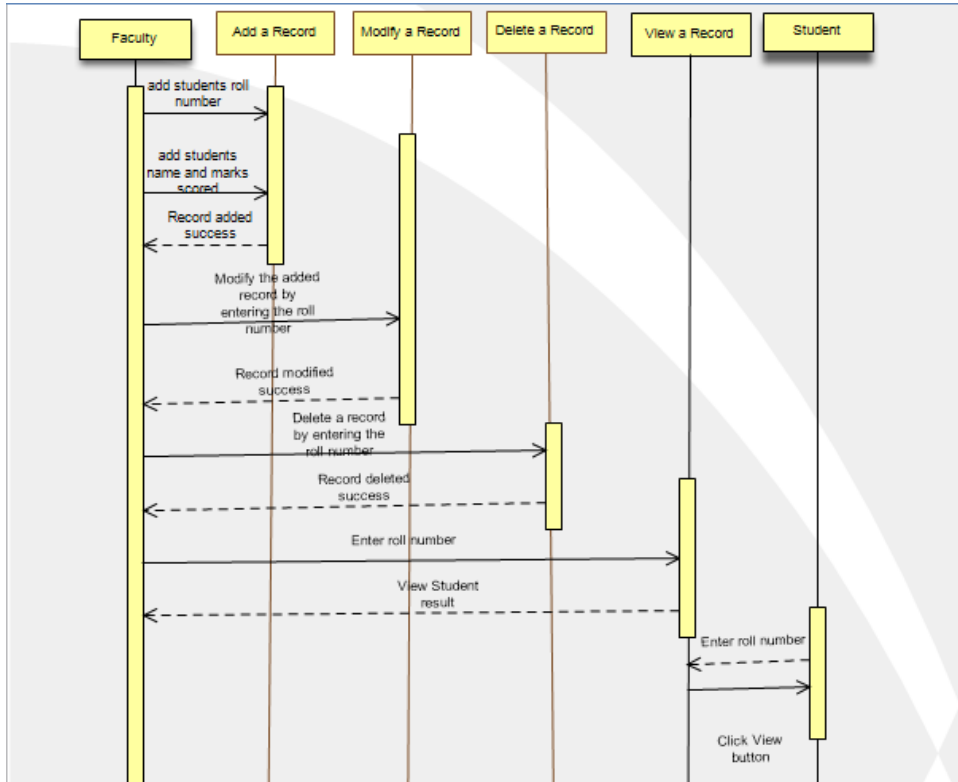 Faculty
Add a Record
Modify a Record
Delete a Record
View a Record
Student
add students roll
number
add students
name and marks
scored
Record added
success
Modify the added
record by
entering the roll
number
Record modified
success
Delete a record
by entering the
roll number
Record deleted
success
Enter roll number
View Student
result
Enter roll number
Click View
button